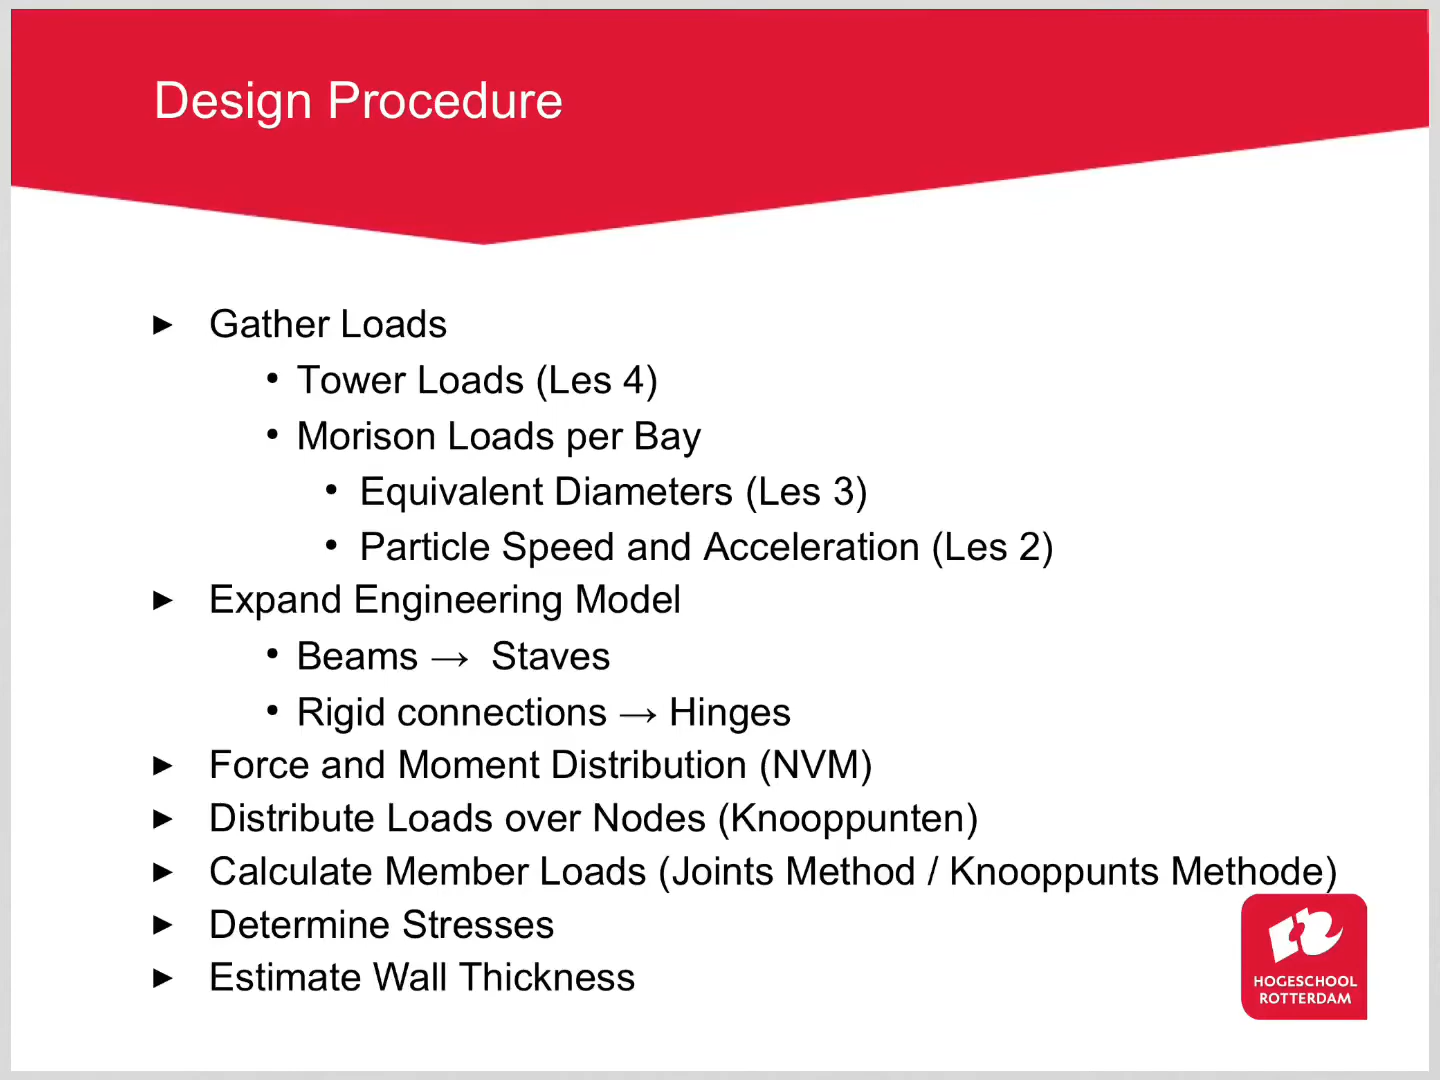 Design Procedure
► Gather Loads
• Tower Loads (Les 4)
• Morison Loads per Bay
• Equivalent Diameters (Les 3)
• Particle Speed and Acceleration (Les 2)
► Expand Engineering Model
• Beams → Staves
• Rigid connections → Hinges
► Force and Moment Distribution (NVM)
► Distribute Loads over Nodes (Knooppunten)
► Calculate Member Loads (Joints Method / Knooppunts Methode)
► Determine Stresses
► Estimate Wall Thickness
HOGESCHOOL
ROTTERDAM